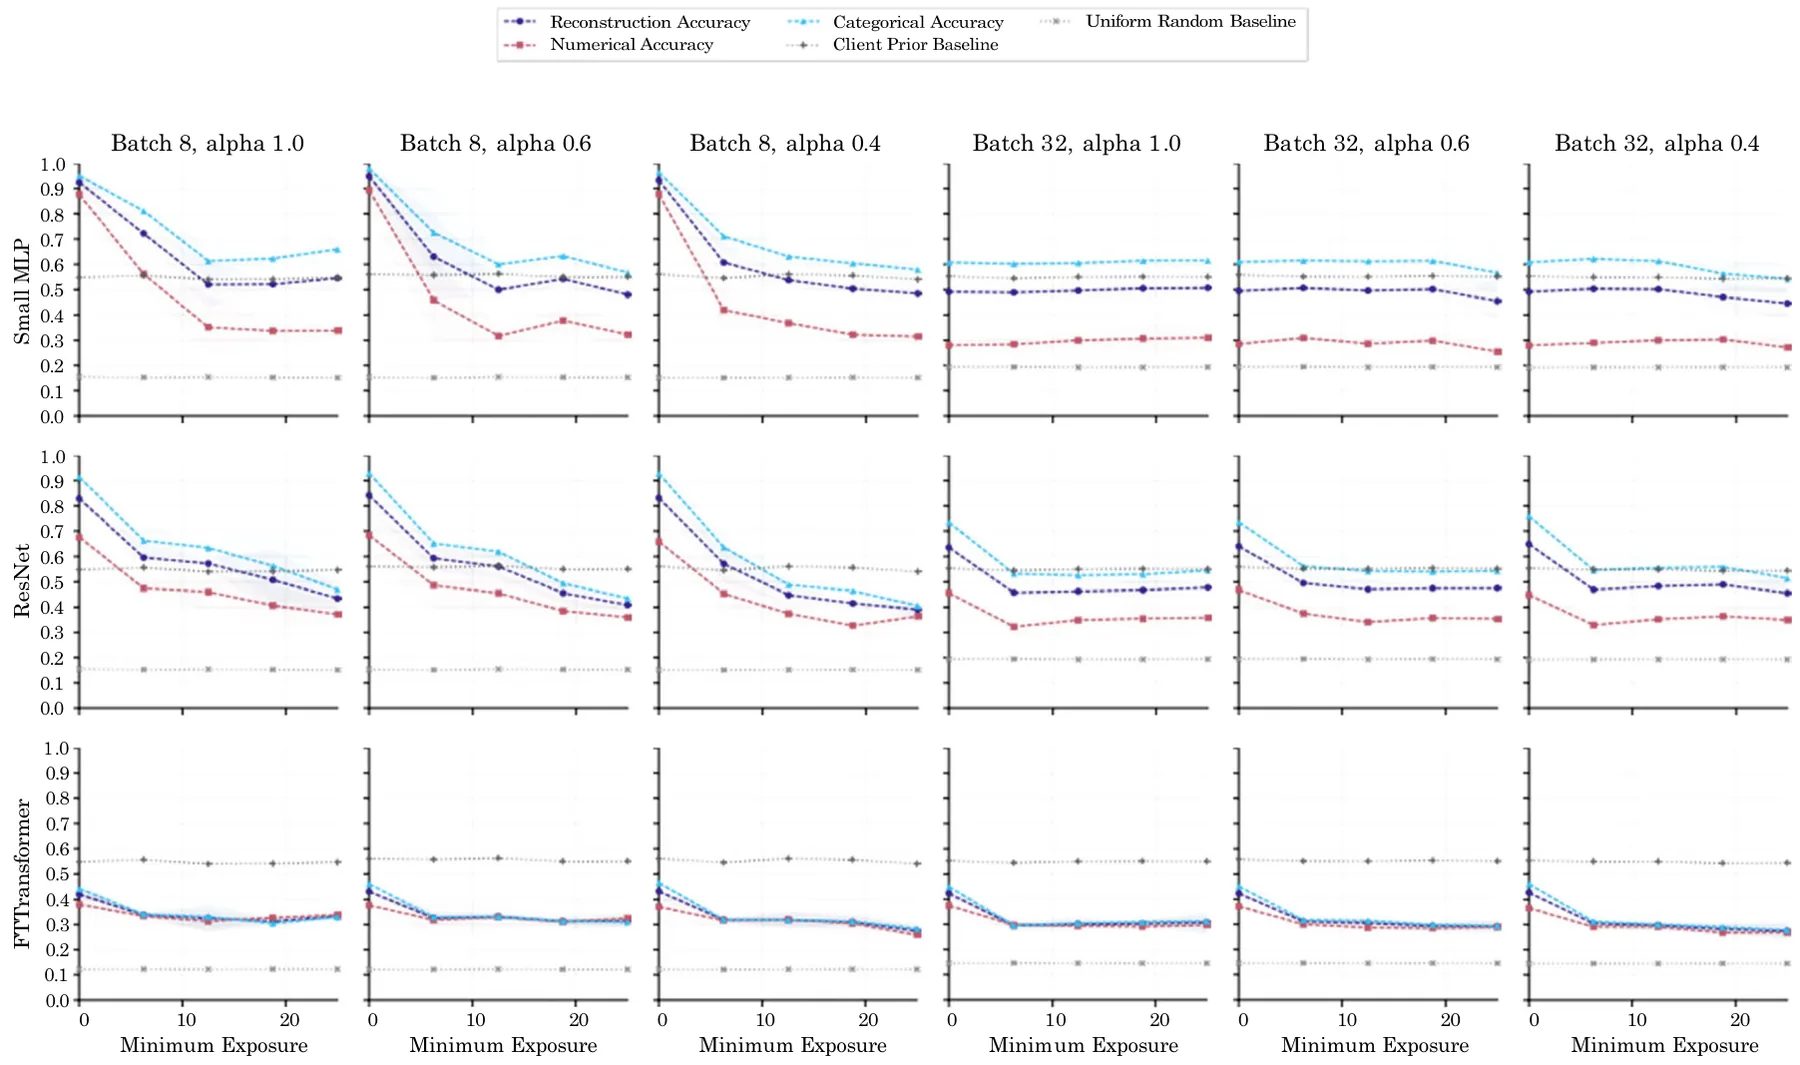 Reconstruction Accuracy
Numerical Accuracy
Categorical Accuracy
Client Prior Baseline
Uniform Random Baseline
Batch 8, alpha 1.0
Batch 8, alpha 0.6
Batch 8, alpha 0.4
Batch 32, alpha 1.0
Batch 32, alpha 0.6
Batch 32, alpha 0.4
Small MLP
1.0
0.9
0.8
0.7
0.6
0.5
0.4
0.3
0.2
0.1
0.0
ResNet
1.0
0.9
0.8
0.7
0.6
0.5
0.4
0.3
0.2
0.1
0.0
FTTransformer
1.0
0.9
0.8
0.7
0.6
0.5
0.4
0.3
0.2
0.1
0.0
0 10 20
0 10 20
0 10 20
0 10 20
0 10 20
0 10 20
Minimum Exposure
Minimum Exposure
Minimum Exposure
Minimum Exposure
Minimum Exposure
Minimum Exposure